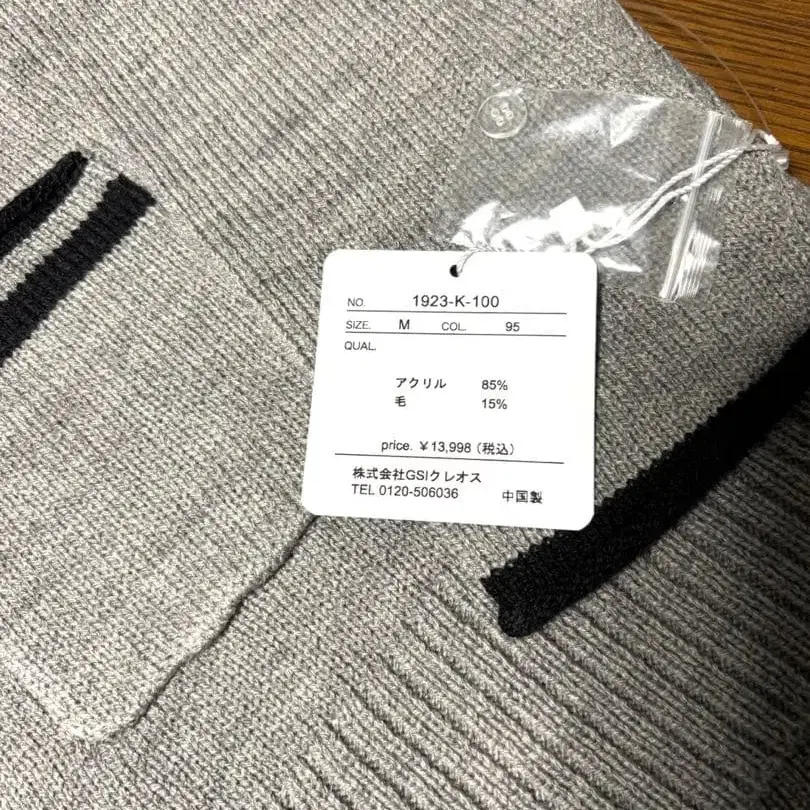 NO. 1923-K-100
SIZE. M COL. 95
QUAL.
アクリル 85%
毛 15%
price. ¥13,998 (税込)
株式会社GSIクレオス
TEL 0120-506036 中国製